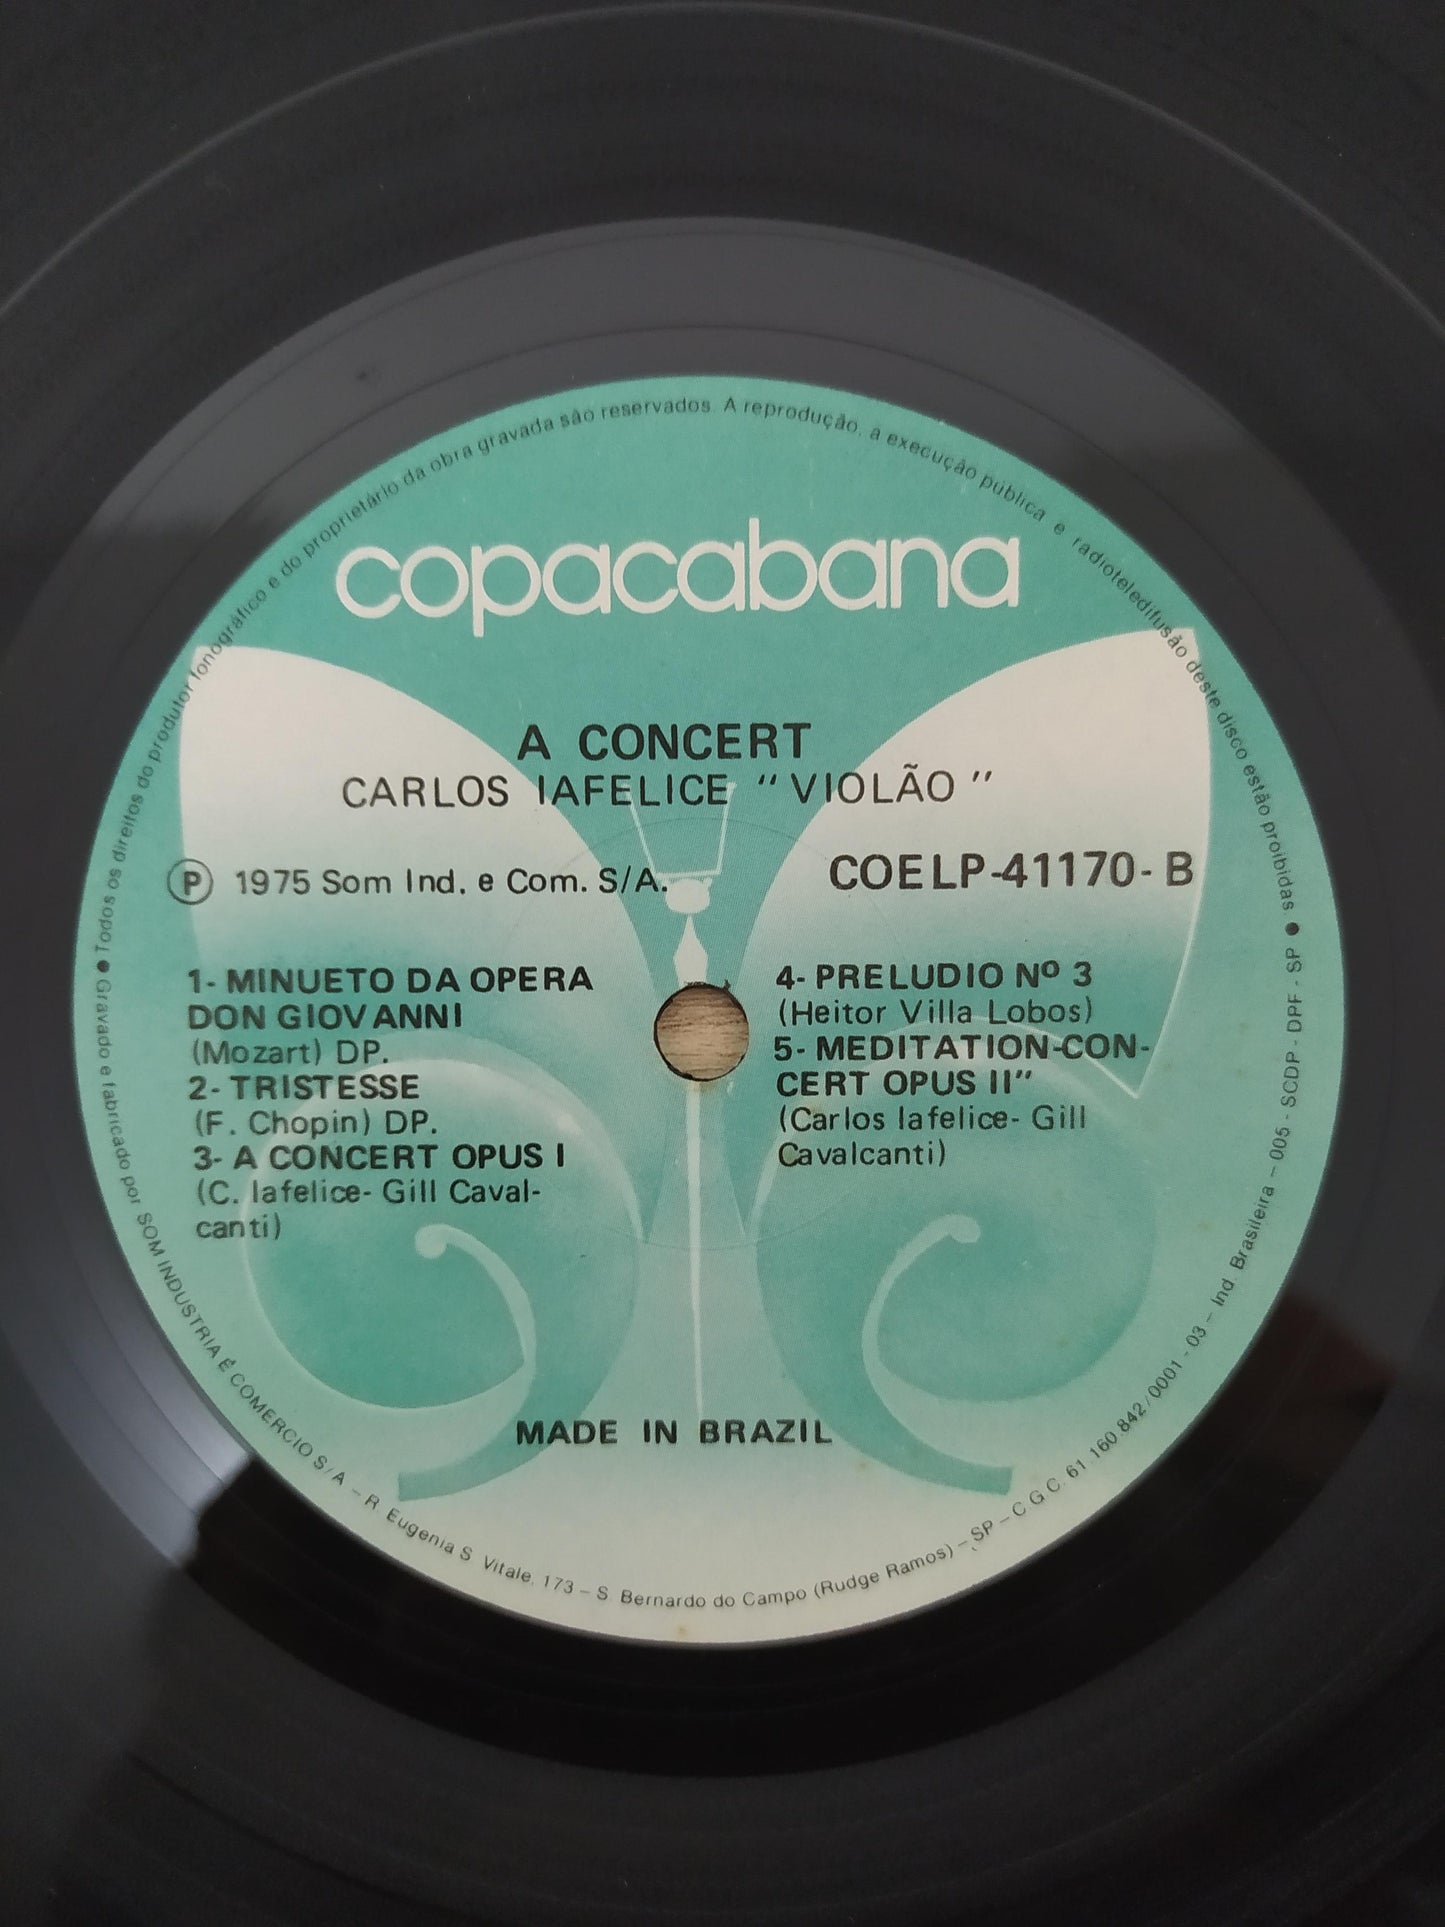 copacabana
A CONCERT
CARLOS IAFELICE "VIOLÃO"
Ⓟ 1975 Som Ind. e Com. S/A.
COELP-41170- B
1- MINUETO DA OPERA
DON GIOVANNI
(Mozart) DP.
2- TRISTESSE
(F. Chopin) DP.
3- A CONCERT OPUS I
(C. Iafelice- Gill Caval-
canti)
4- PRELUDIO Nº 3
(Heitor Villa Lobos)
5- MEDITATION-CON-
CERT OPUS II"
(Carlos Iafelice- Gill
Cavalcanti)
MADE IN BRAZIL
● Todos os direitos do produtor fonográfico e do proprietário da obra gravada são reservados. A reprodução, a execução pública e radioteledifusão deste disco estão proibidas ●
Gravado e fabricado por SOM INDUSTRIA E COMERCIO S/A – R. Eugenia S. Vitale, 173 – S. Bernardo do Campo (Rudge Ramos) – SP – C.G.C. 61.160.842/0001 - 03 – Ind. Brasileira – 005 - SCDP - DPF - SP